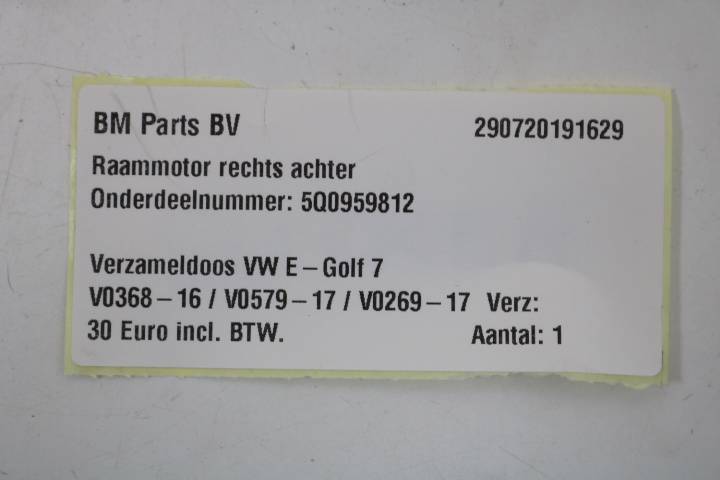 BM Parts BV 290720191629
Raammotor rechts achter
Onderdeelnummer: 5Q0959812
Verzameldoos VW E – Golf 7
V0368 – 16 / V0579 – 17 / V0269 – 17 Verz:
30 Euro incl. BTW. Aantal: 1